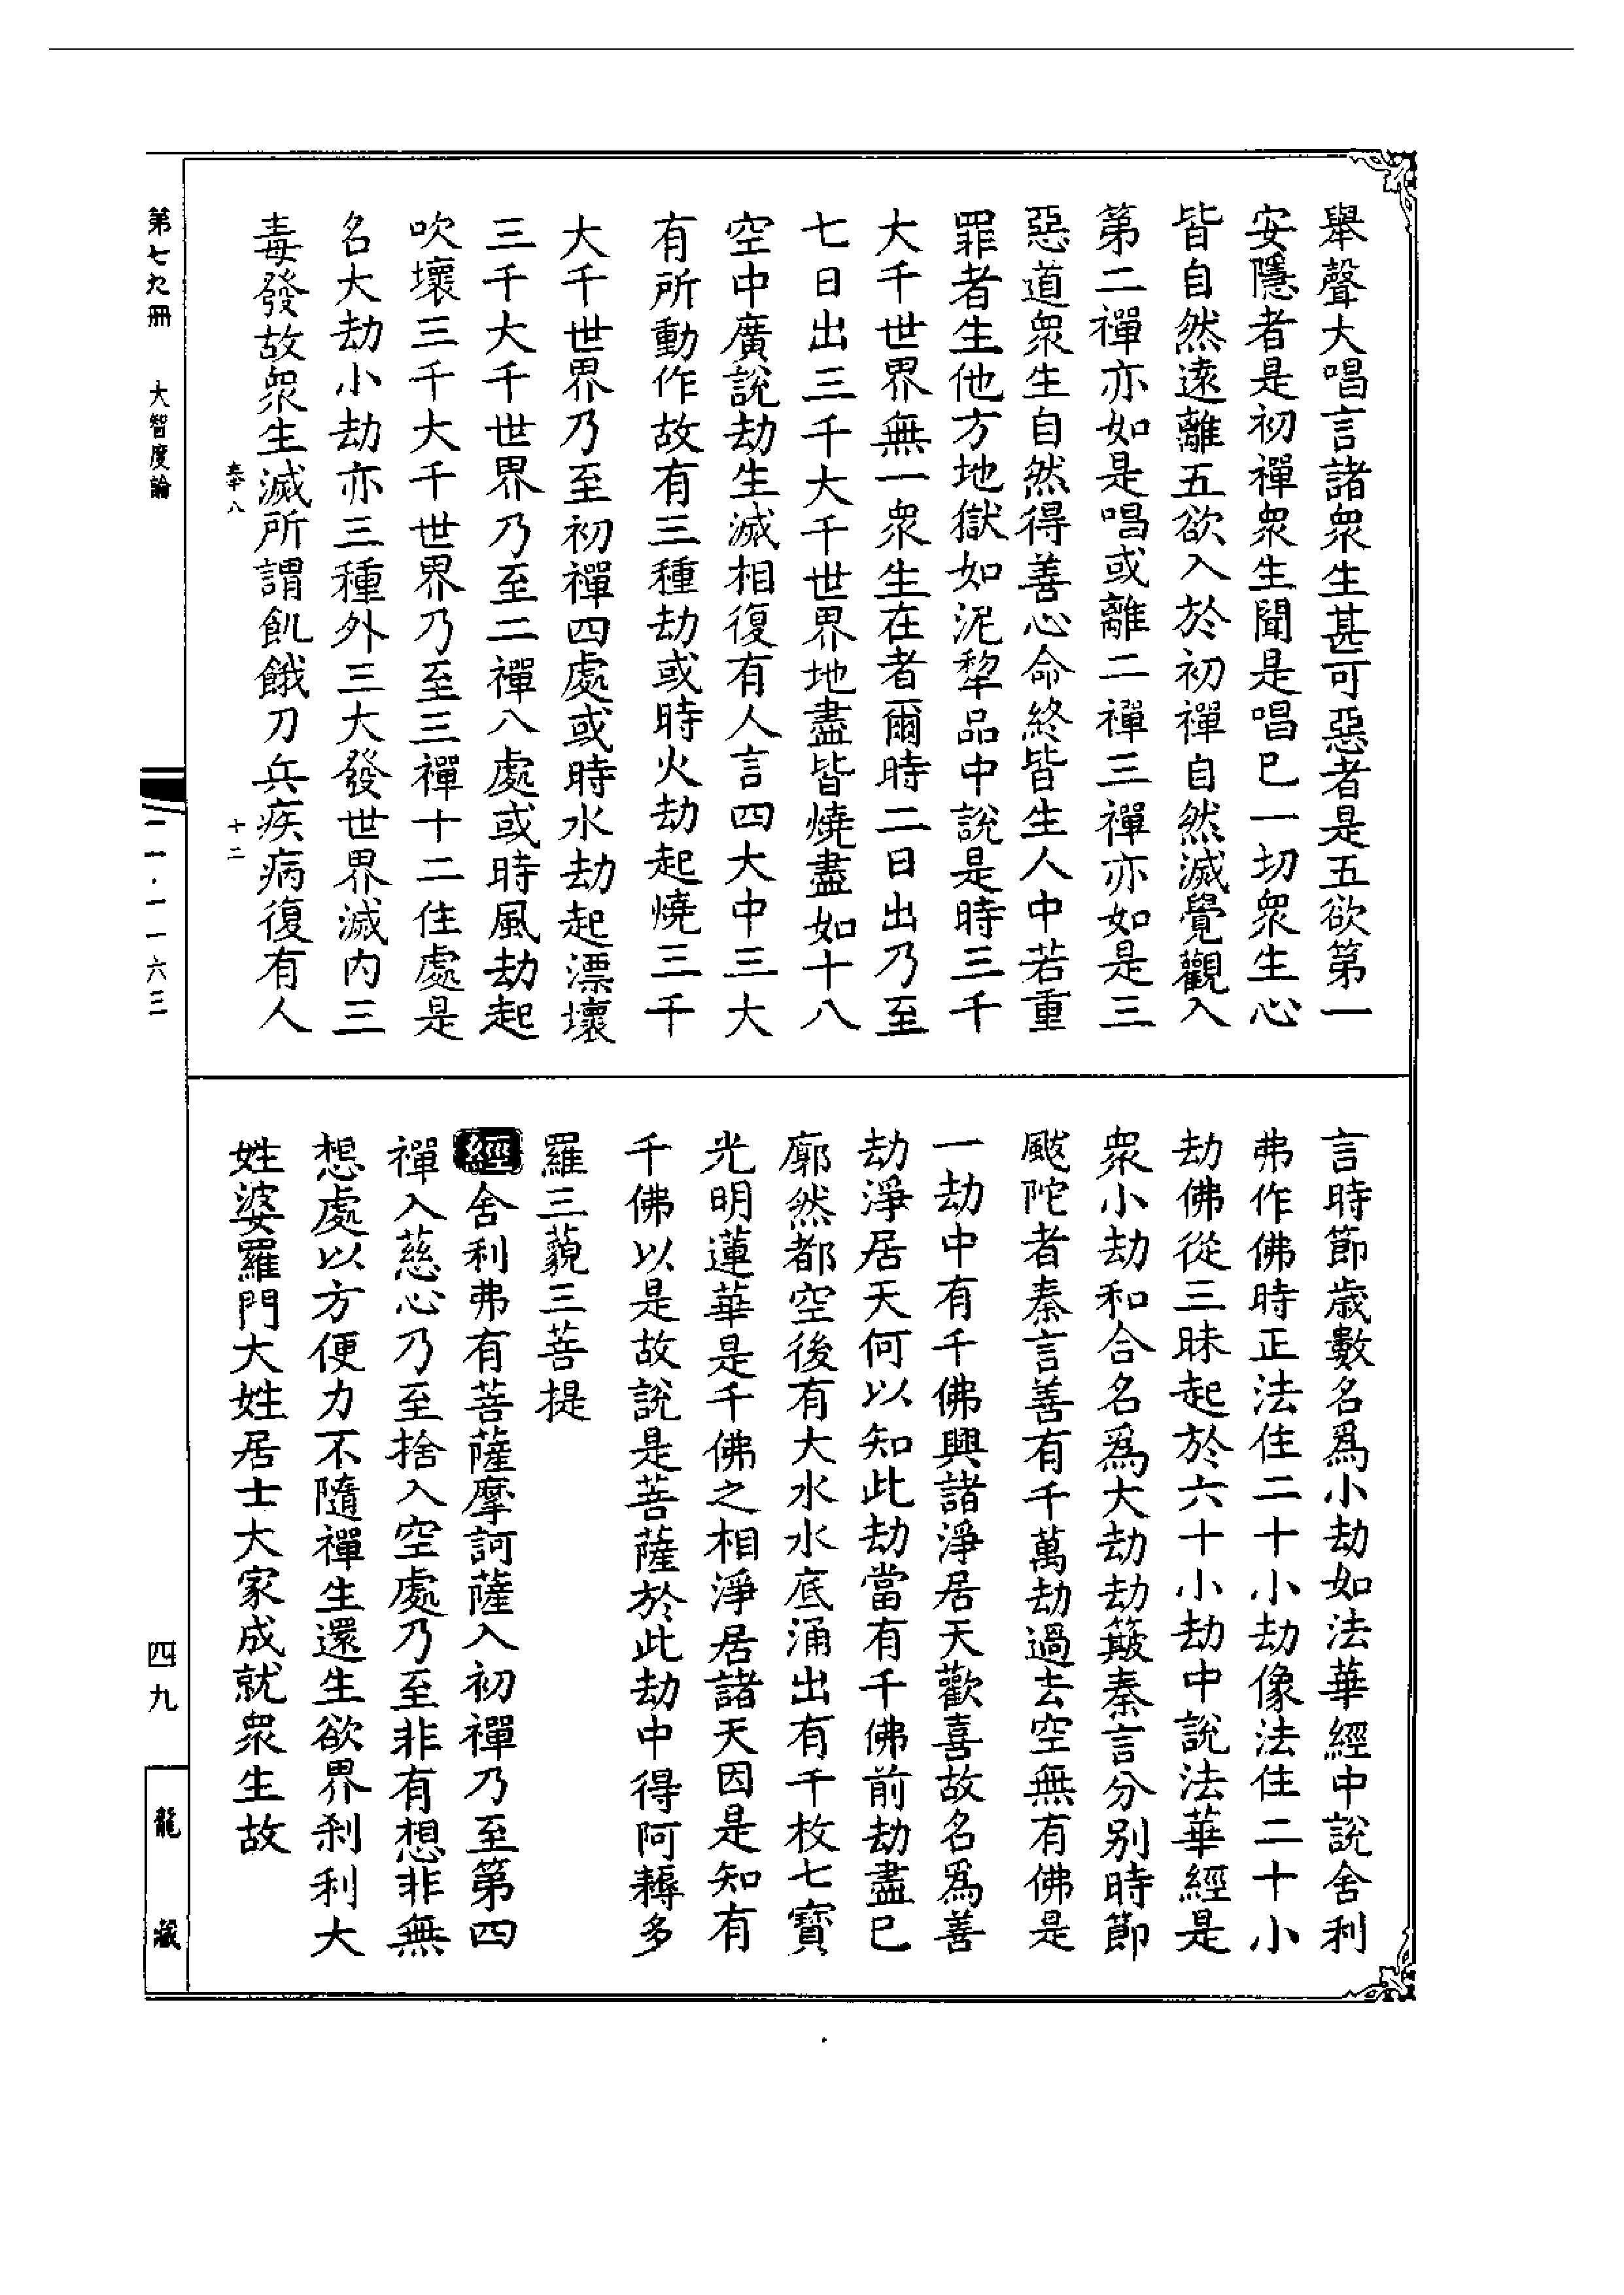 舉聲大唱言諸衆生甚可惡者是五欲第一
安隱者是初禪衆生聞是唱已一切衆生心
皆自然遠離五欲入於初禪自然滅覺觀入
第二禪亦如是唱或離二禪三禪亦如是三
惡道衆生自然得善心命終皆生人中若重
罪者生他方地獄如泥犂品中說是時三千
大千世界無一衆生在者爾時二日出乃至
七日出三千大千世界地盡皆燒盡如十八
空中廣說劫生滅相復有人言四大中三大
有所動作故有三種劫或時火劫起燒三千
大千世界乃至初禪四處或時水劫起漂壞
三千大千世界乃至二禪八處或時風劫起
吹壞三千大千世界乃至三禪十二住處是
名大劫小劫亦三種外三大發世界滅內三
毒發故衆生滅所謂飢餓刀兵疾病復有人
言時節歲數名爲小劫如法華經中說舍利
弗作佛時正法住二十小劫像法住二十小
劫佛從三昧起於六十小劫中說法華經是
衆小劫和合名爲大劫劫簸秦言分別時節
颰陀者秦言善有千萬劫過去空無有佛是
一劫中有千佛興諸淨居天歡喜故名爲善
劫淨居天何以知此劫當有千佛前劫盡已
廓然都空後有大水水底涌出有千枚七寶
光明蓮華是千佛之相淨居諸天因是知有
千佛以是故說是菩薩於此劫中得阿耨多
羅三藐三菩提
經舍利弗有菩薩摩訶薩入初禪乃至第四
禪入慈心乃至捨入空處乃至非有想非無
想處以方便力不隨禪生還生欲界刹利大
姓婆羅門大姓居士大家成就衆生故
第七九冊 大智度論
二一·一一六三
四九
龍藏
奉八 十二